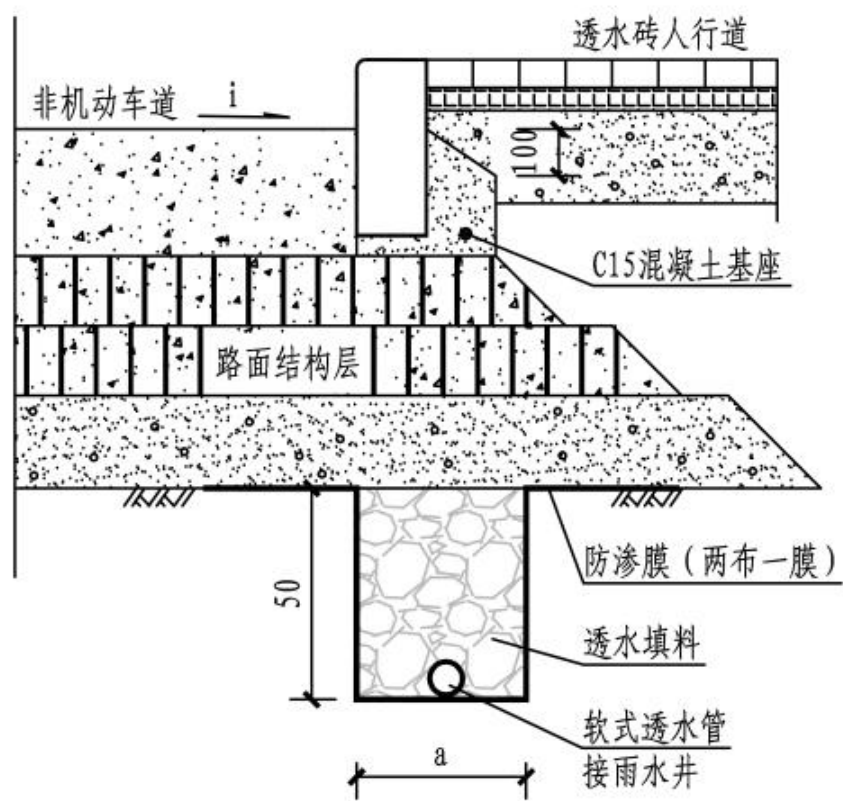 透水砖人行道
非机动车道
i
100
C15混凝土基座
路面结构层
防渗膜（两布一膜）
50
透水填料
软式透水管
接雨水井
a